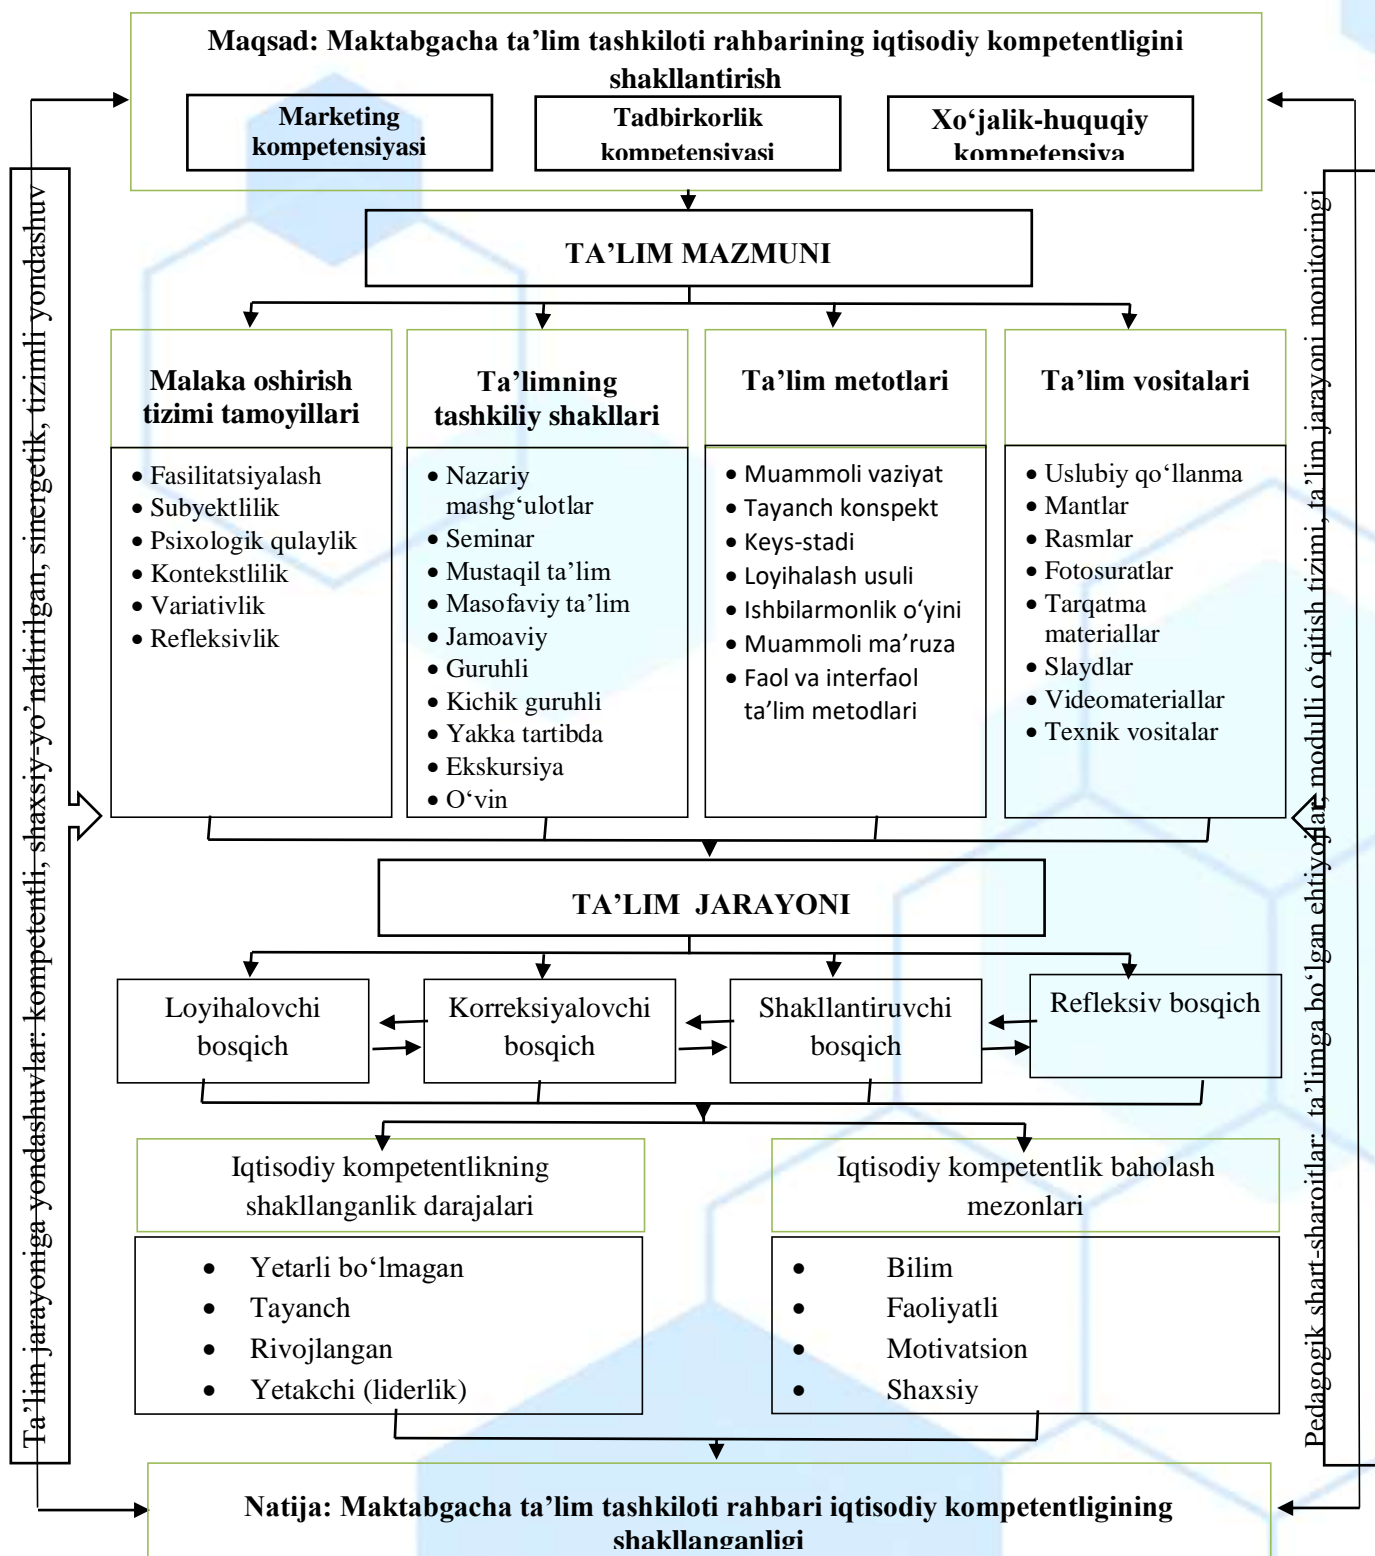 Maqsad: Maktabgacha ta’lim tashkiloti rahbarining iqtisodiy kompetentligini
shakllantirish
Marketing
kompetensiyasi
Tadbirkorlik
kompetensiyasi
Xo‘jalik-huquqiy
kompetensiya
Ta’lim jarayoniga yondashuvlar: kompetentli, shaxsiy-yo’naltirilgan, sinergetik, tizimli yondashuv
TA’LIM MAZMUNI
Malaka oshirish
tizimi tamoyillari
• Fasilitatsiyalash
• Subyektlilik
• Psixologik qulaylik
• Kontekstlilik
• Variativlik
• Refleksivlik
Ta’limning
tashkiliy shakllari
• Nazariy
mashg‘ulotlar
• Seminar
• Mustaqil ta’lim
• Masofaviy ta’lim
• Jamoaviy
• Guruhli
• Kichik guruhli
• Yakka tartibda
• Ekskursiya
• O‘yin
Ta’lim metotlari
• Muammoli vaziyat
• Tayanch konspekt
• Keys-stadi
• Loyihalash usuli
• Ishbilarmonlik o‘yini
• Muammoli ma’ruza
• Faol va interfaol
ta’lim metodlari
Ta’lim vositalari
• Uslubiy qo‘llanma
• Mantlar
• Rasmlar
• Fotosuratlar
• Tarqatma
materiallar
• Slaydlar
• Videomateriallar
• Texnik vositalar
Pedagogik shart-sharoitlar: ta’limga bo‘lgan ehtiyojlar, modulli o‘qitish tizimi, ta’lim jarayoni monitoringi
TA’LIM JARAYONI
Loyihalovchi
bosqich
Korreksiyalovchi
bosqich
Shakllantiruvchi
bosqich
Refleksiv bosqich
Iqtisodiy kompetentlikning
shakllanganlik darajalari
• Yetarli bo‘lmagan
• Tayanch
• Rivojlangan
• Yetakchi (liderlik)
Iqtisodiy kompetentlik baholash
mezonlari
• Bilim
• Faoliyatli
• Motivatsion
• Shaxsiy
Natija: Maktabgacha ta’lim tashkiloti rahbari iqtisodiy kompetentligining
shakllanganligi